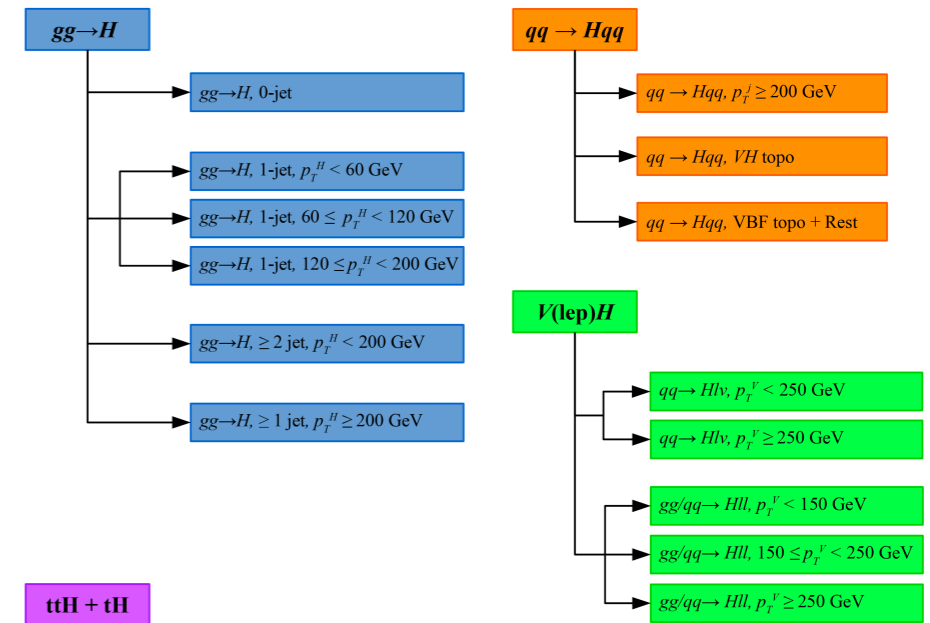 gg→H
gg→H, 0-jet
gg→H, 1-jet, p_T^H < 60 GeV
gg→H, 1-jet, 60 ≤ p_T^H < 120 GeV
gg→H, 1-jet, 120 ≤ p_T^H < 200 GeV
gg→H, ≥ 2 jet, p_T^H < 200 GeV
gg→H, ≥ 1 jet, p_T^H ≥ 200 GeV
ttH + tH
qq → Hqq
qq → Hqq, p_T^j ≥ 200 GeV
qq → Hqq, VH topo
qq → Hqq, VBF topo + Rest
V(lep)H
qq→ Hlν, p_T^V < 250 GeV
qq→ Hlν, p_T^V ≥ 250 GeV
gg/qq→ Hll, p_T^V < 150 GeV
gg/qq→ Hll, 150 ≤ p_T^V < 250 GeV
gg/qq→ Hll, p_T^V ≥ 250 GeV